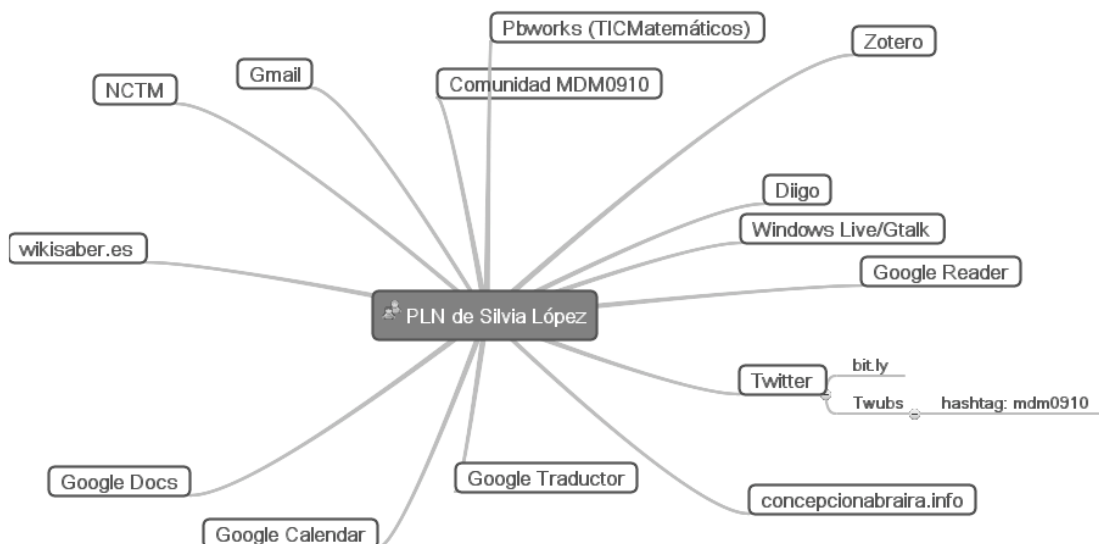 Pbworks (TICMatemáticos)
Zotero
Gmail
Comunidad MDM0910
NCTM
Diigo
Windows Live/Gtalk
wikisaber.es
Google Reader
PLN de Silvia López
bit.ly
Twitter
Twubs
hashtag: mdm0910
Google Docs
Google Traductor
concepcionabraira.info
Google Calendar